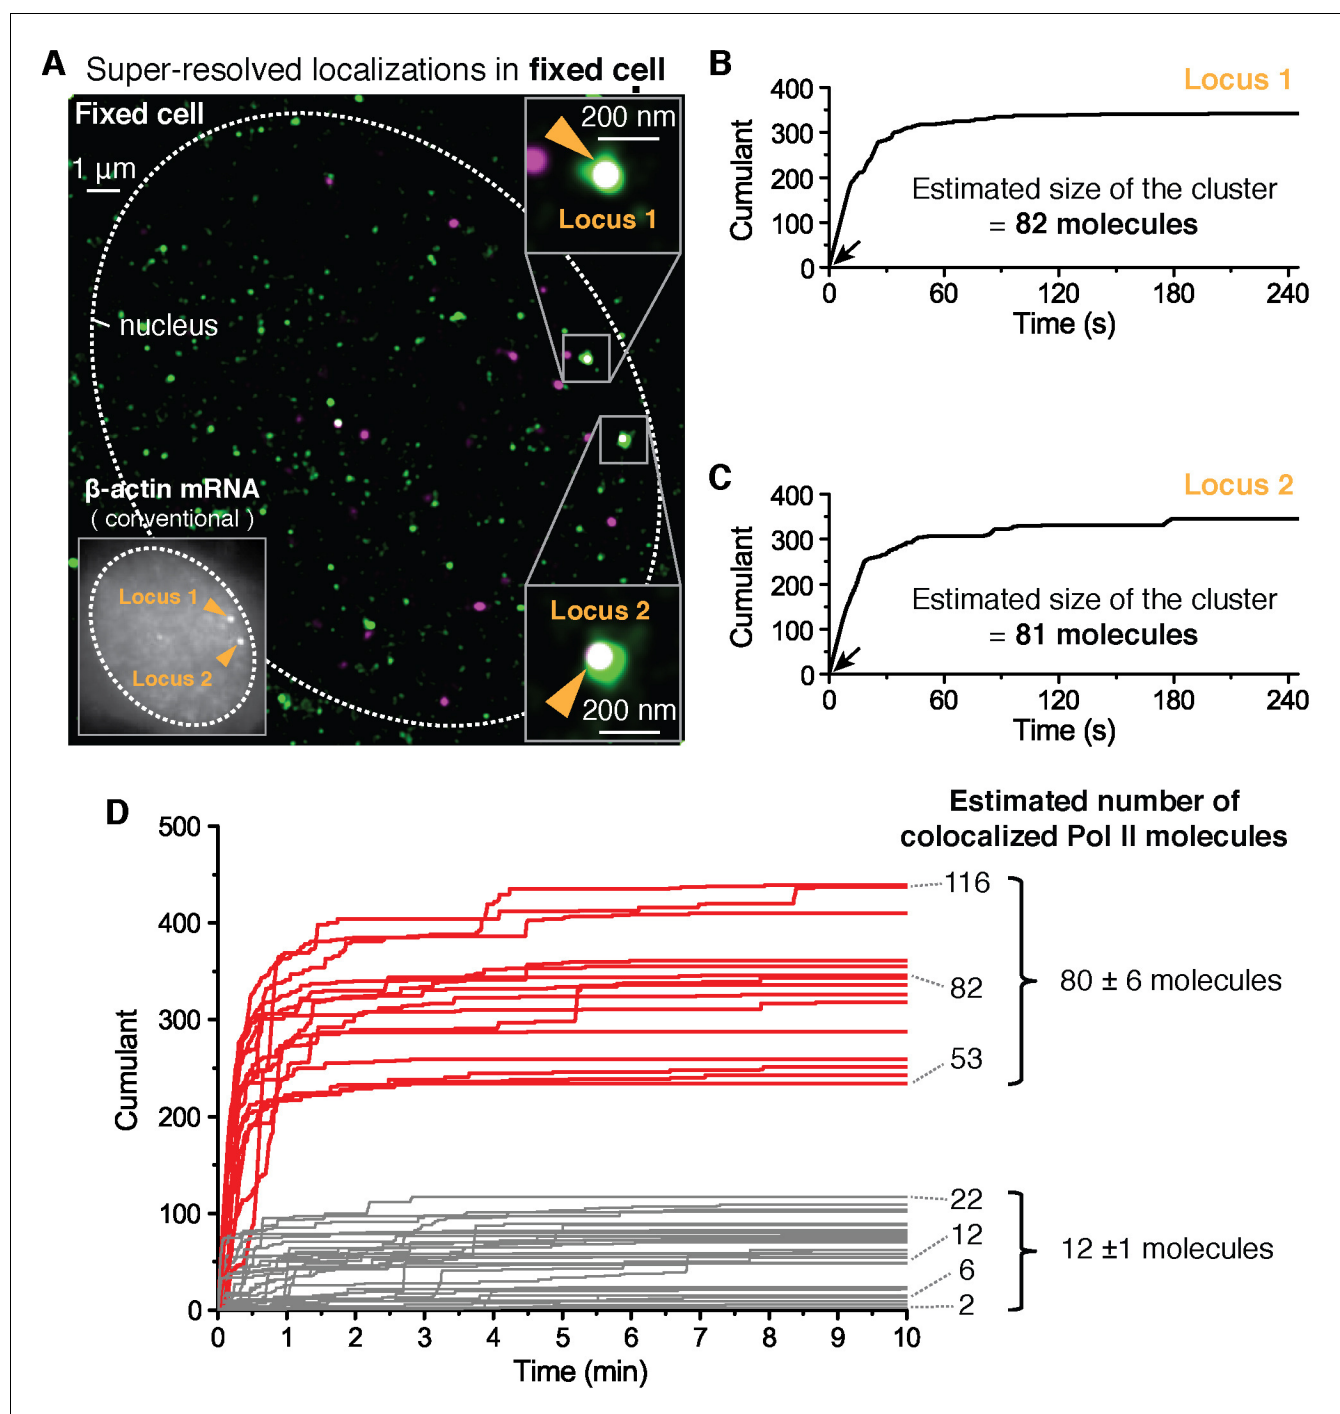 A Super-resolved localizations in fixed cell
Fixed cell
1 μm
nucleus
200 nm
Locus 1
β-actin mRNA
( conventional )
Locus 1
Locus 2
Locus 2
200 nm
B
Locus 1
400
300
200
100
0
Cumulant
Estimated size of the cluster
= 82 molecules
0 60 120 180 240
Time (s)
C
Locus 2
400
300
200
100
0
Cumulant
Estimated size of the cluster
= 81 molecules
0 60 120 180 240
Time (s)
D
Estimated number of
colocalized Pol II molecules
500
400
300
200
100
0
Cumulant
116
82
53
80 ± 6 molecules
22
12
6
2
12 ±1 molecules
0 1 2 3 4 5 6 7 8 9 10
Time (min)